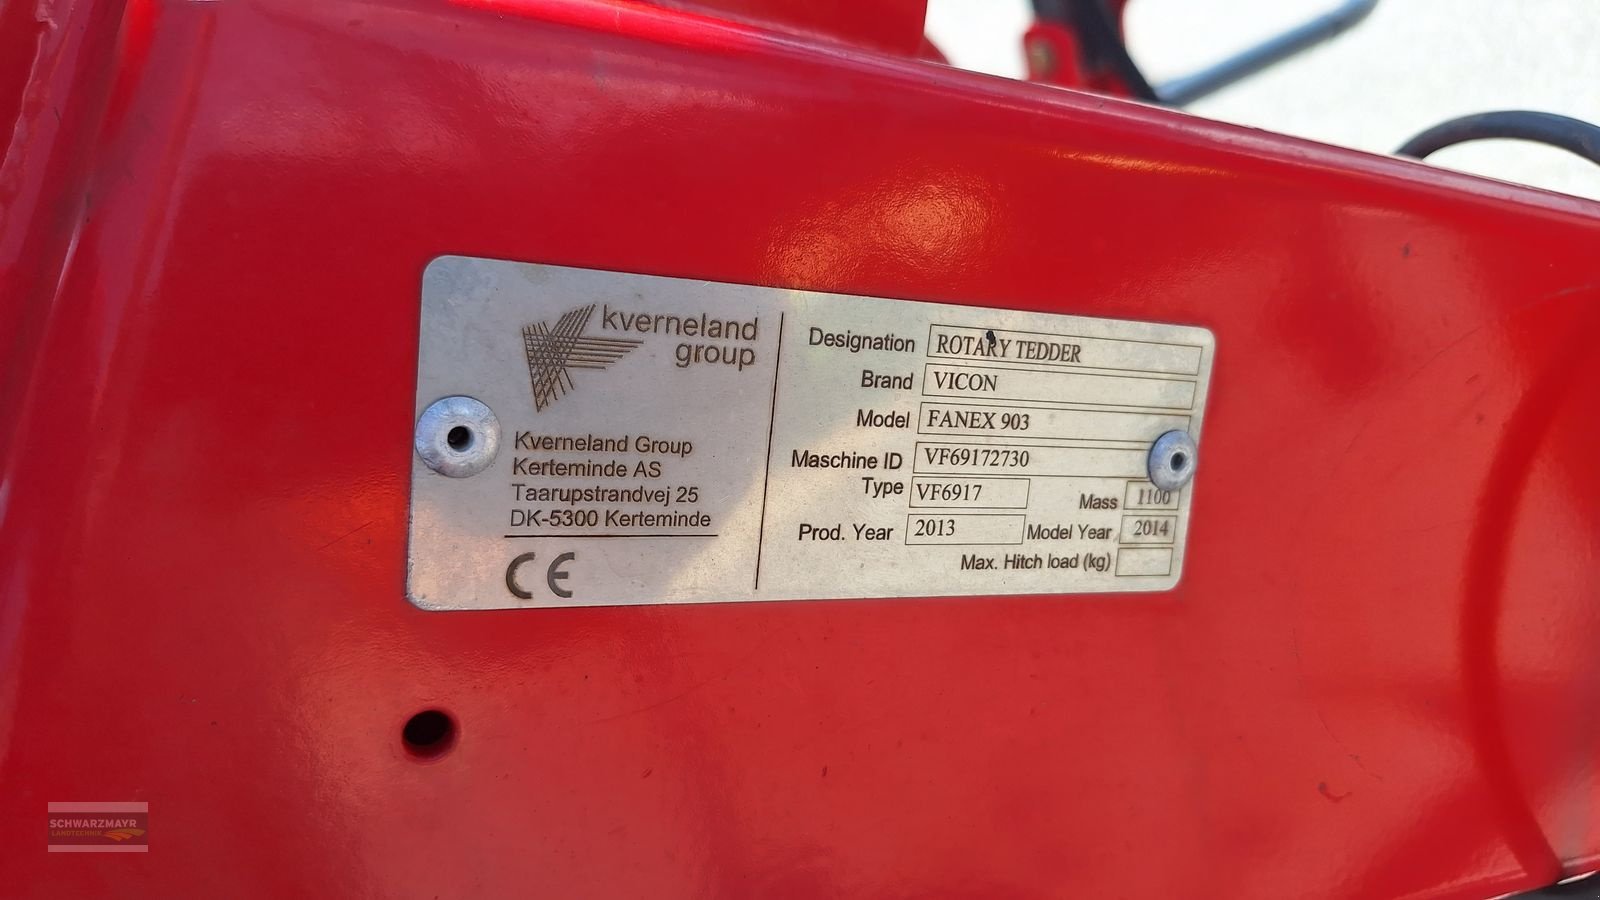 kverneland
group
Kverneland Group
Kerteminde AS
Taarupstrandvej 25
DK-5300 Kerteminde
CE
Designation ROTARY TEDDER
Brand VICON
Model FANEX 903
Maschine ID VF69172730
Type VF6917 Mass 1100
Prod. Year 2013 Model Year 2014
Max. Hitch load (kg)
SCHWARZMAYR
LANDTECHNIK